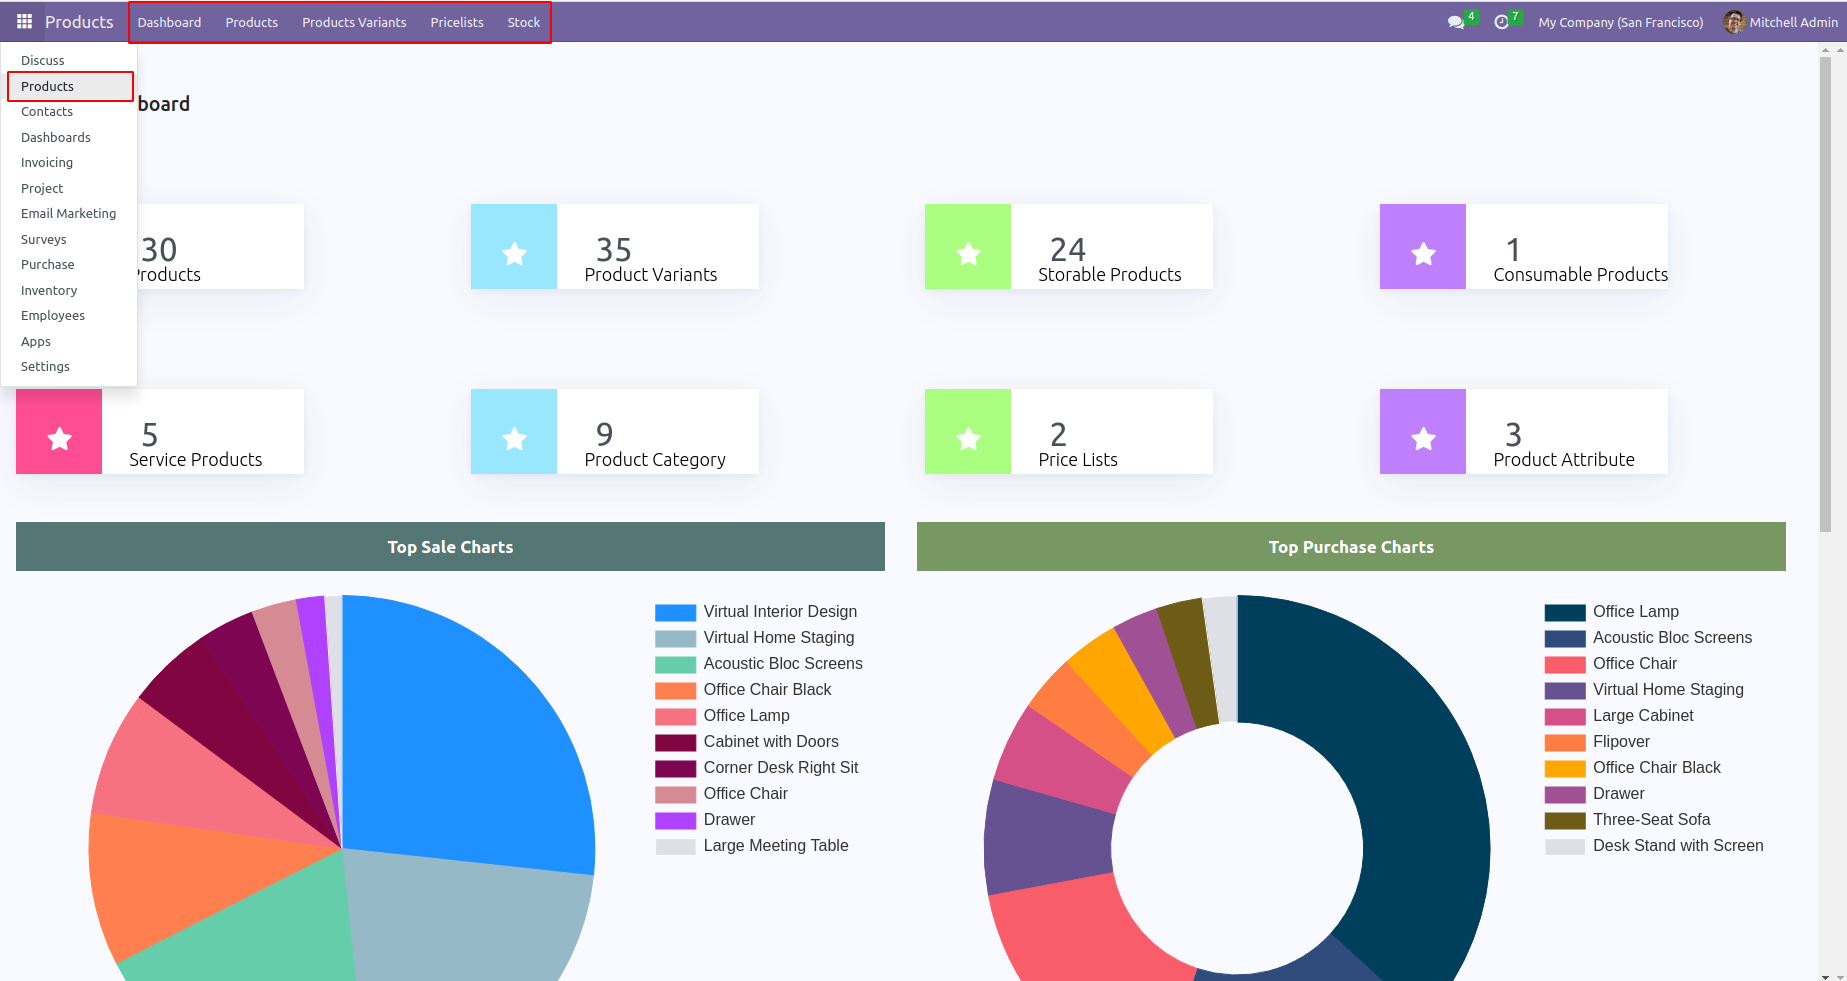 Products Dashboard Products Products Variants Pricelists Stock 4 7 My Company (San Francisco) Mitchell Admin
Discuss
Products
Contacts
Dashboards
Invoicing
Project
Email Marketing
Surveys
Purchase
Inventory
Employees
Apps
Settings
board
30
Products
35
Product Variants
24
Storable Products
1
Consumable Products
5
Service Products
9
Product Category
2
Price Lists
3
Product Attribute
Top Sale Charts
Virtual Interior Design
Virtual Home Staging
Acoustic Bloc Screens
Office Chair Black
Office Lamp
Cabinet with Doors
Corner Desk Right Sit
Office Chair
Drawer
Large Meeting Table
Top Purchase Charts
Office Lamp
Acoustic Bloc Screens
Office Chair
Virtual Home Staging
Large Cabinet
Flipover
Office Chair Black
Drawer
Three-Seat Sofa
Desk Stand with Screen